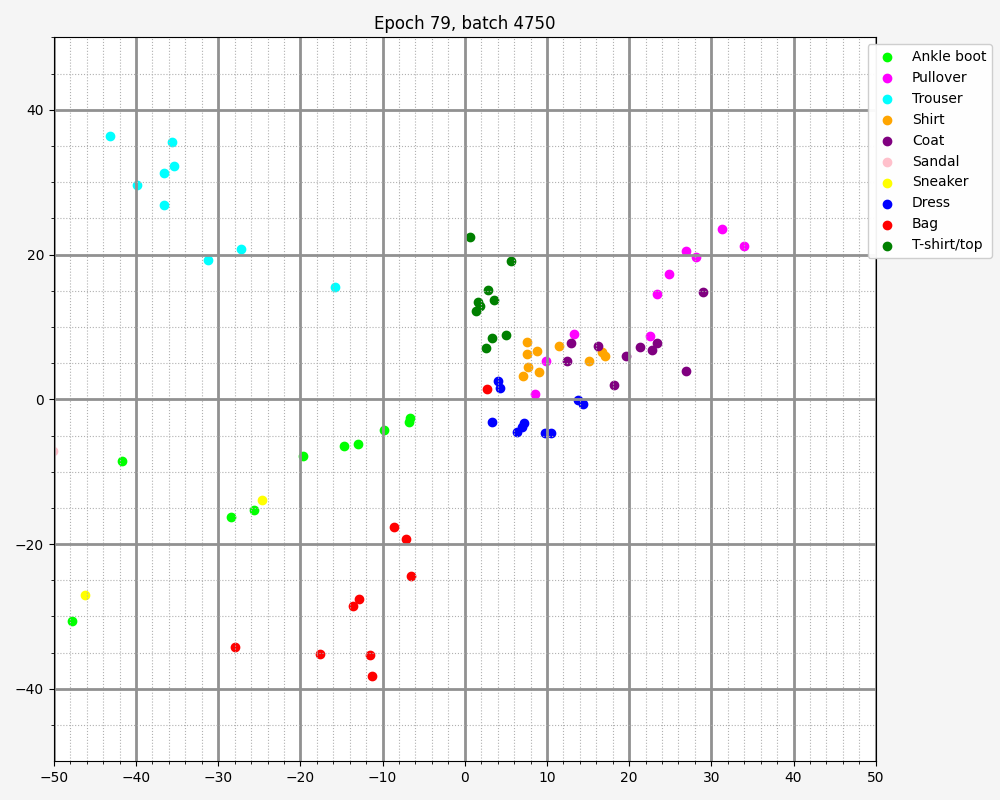 Epoch 79, batch 4750
Ankle boot
Pullover
Trouser
Shirt
Coat
Sandal
Sneaker
Dress
Bag
T-shirt/top
40
20
0
−20
−40
−50 −40 −30 −20 −10 0 10 20 30 40 50